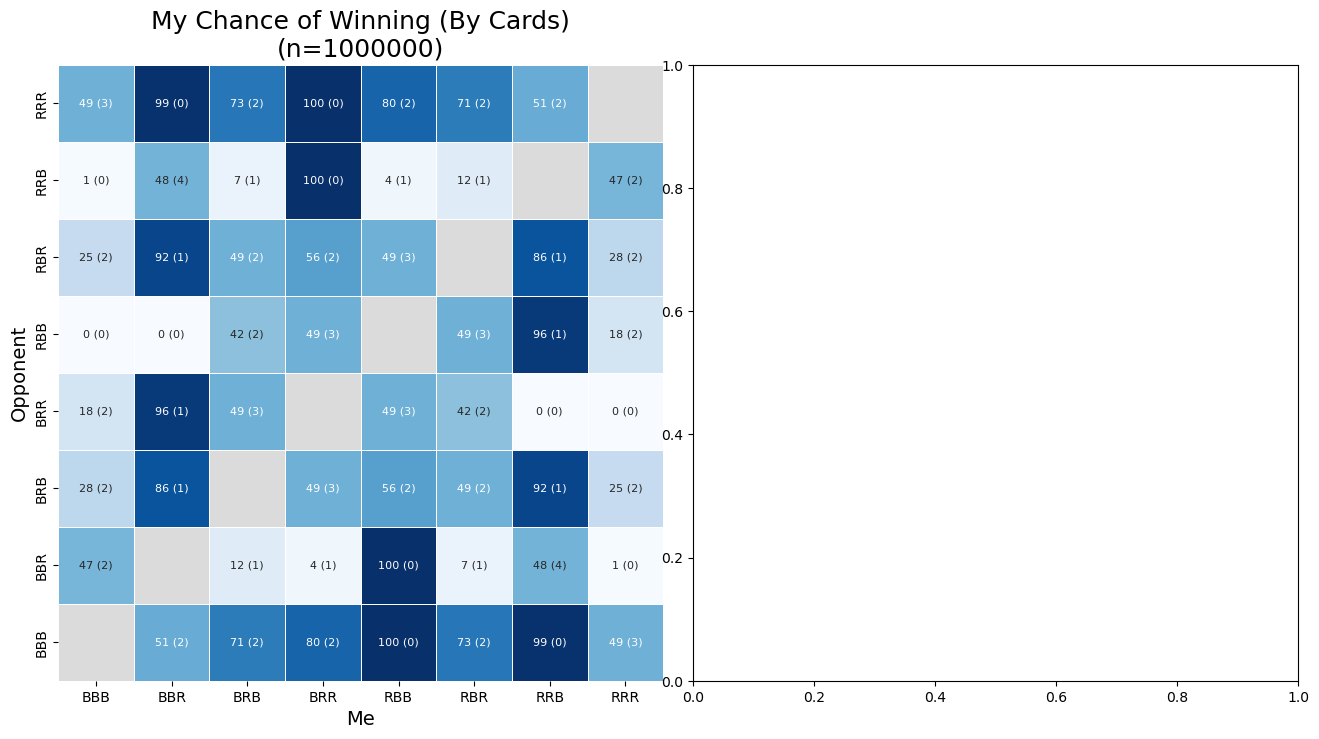 My Chance of Winning (By Cards)
(n=1000000)
RRR 49 (3) 99 (0) 73 (2) 100 (0) 80 (2) 71 (2) 51 (2)
RRB 1 (0) 48 (4) 7 (1) 100 (0) 4 (1) 12 (1) 47 (2)
RBR 25 (2) 92 (1) 49 (2) 56 (2) 49 (3) 86 (1) 28 (2)
RBB 0 (0) 0 (0) 42 (2) 49 (3) 49 (3) 96 (1) 18 (2)
BRR 18 (2) 96 (1) 49 (3) 49 (3) 42 (2) 0 (0) 0 (0)
BRB 28 (2) 86 (1) 49 (3) 56 (2) 49 (2) 92 (1) 25 (2)
BBR 47 (2) 12 (1) 4 (1) 100 (0) 7 (1) 48 (4) 1 (0)
BBB 51 (2) 71 (2) 80 (2) 100 (0) 73 (2) 99 (0) 49 (3)
Opponent
BBB BBR BRB BRR RBB RBR RRB RRR
Me
1.0
0.8
0.6
0.4
0.2
0.0
0.0 0.2 0.4 0.6 0.8 1.0